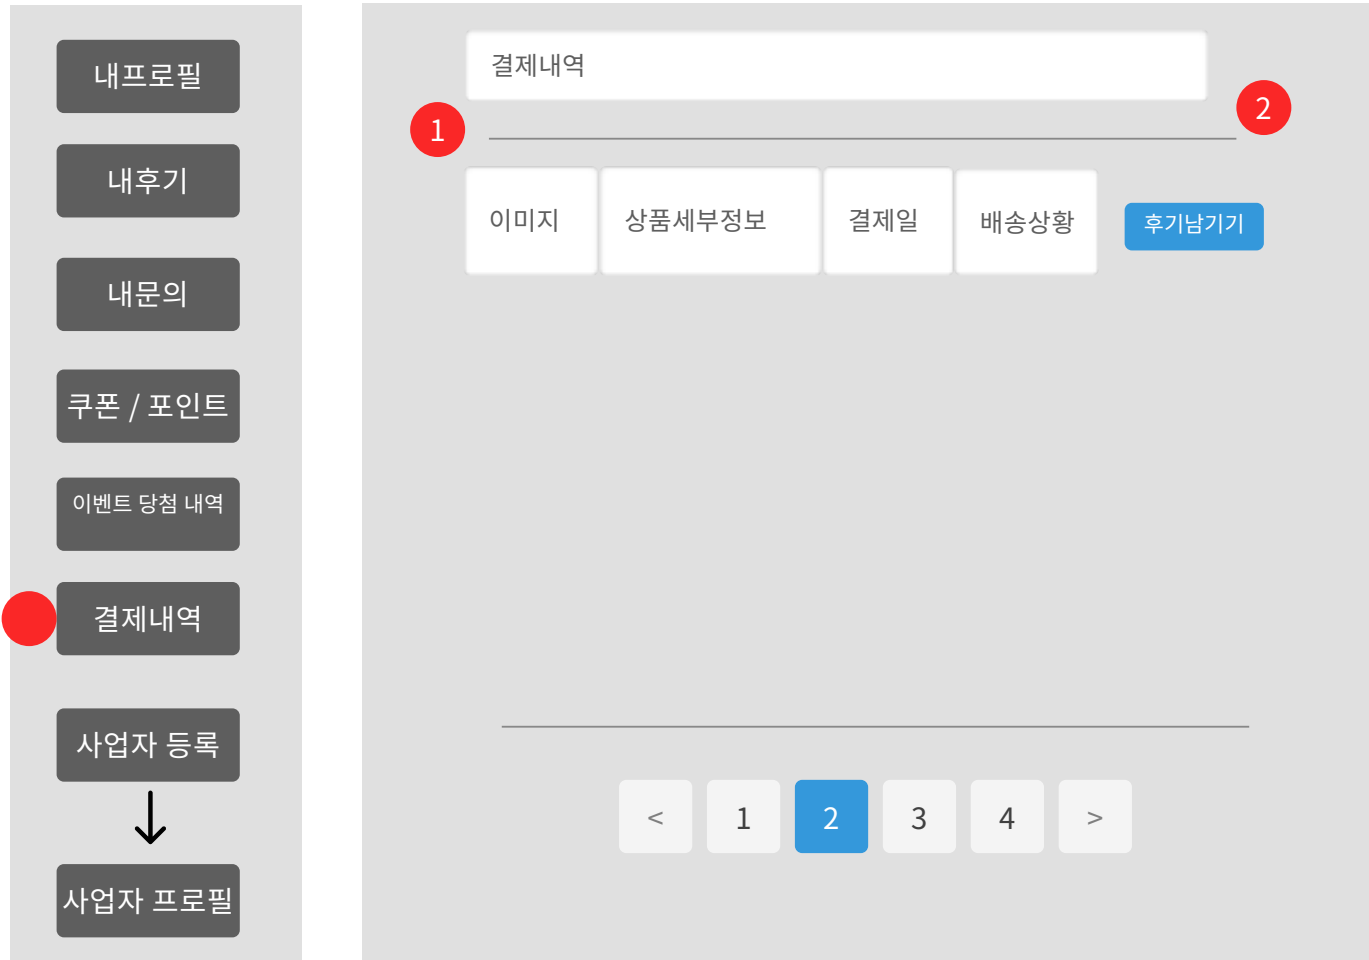 내프로필
내후기
내문의
쿠폰 / 포인트
이벤트 당첨 내역
결제내역
사업자 등록
사업자 프로필
결제내역
1
2
이미지
상품세부정보
결제일
배송상황
후기남기기
< 1 2 3 4 >